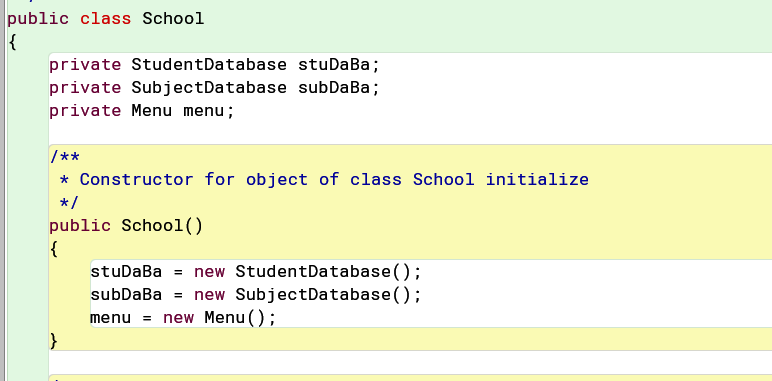 public class School
{
    private StudentDatabase stuDaBa;
    private SubjectDatabase subDaBa;
    private Menu menu;
    /**
     * Constructor for object of class School initialize
     */
    public School()
    {
        stuDaBa = new StudentDatabase();
        subDaBa = new SubjectDatabase();
        menu = new Menu();
    }